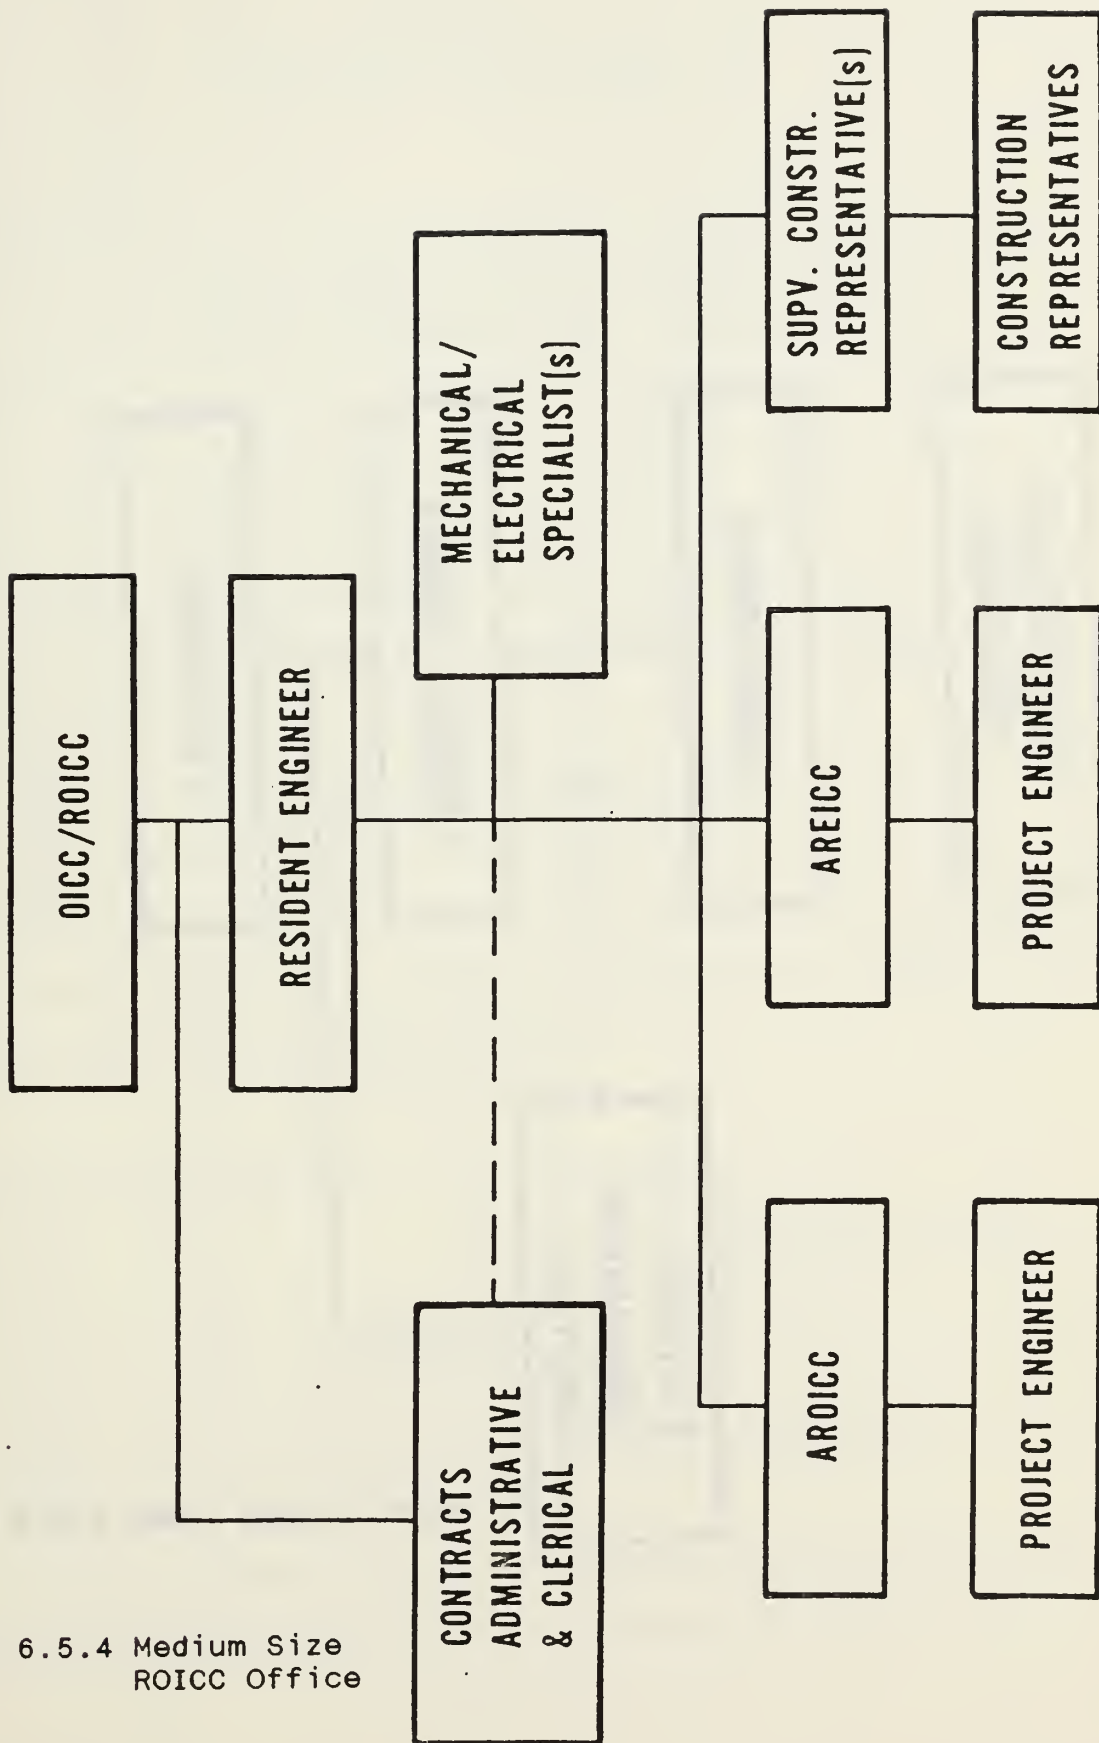 OICC/ROICC
RESIDENT ENGINEER
CONTRACTS
ADMINISTRATIVE
& CLERICAL
MECHANICAL/
ELECTRICAL
SPECIALIST(s)
AROICC
AREICC
SUPV. CONSTR.
REPRESENTATIVE(s)
PROJECT ENGINEER
PROJECT ENGINEER
CONSTRUCTION
REPRESENTATIVES
6.5.4 Medium Size
ROICC Office